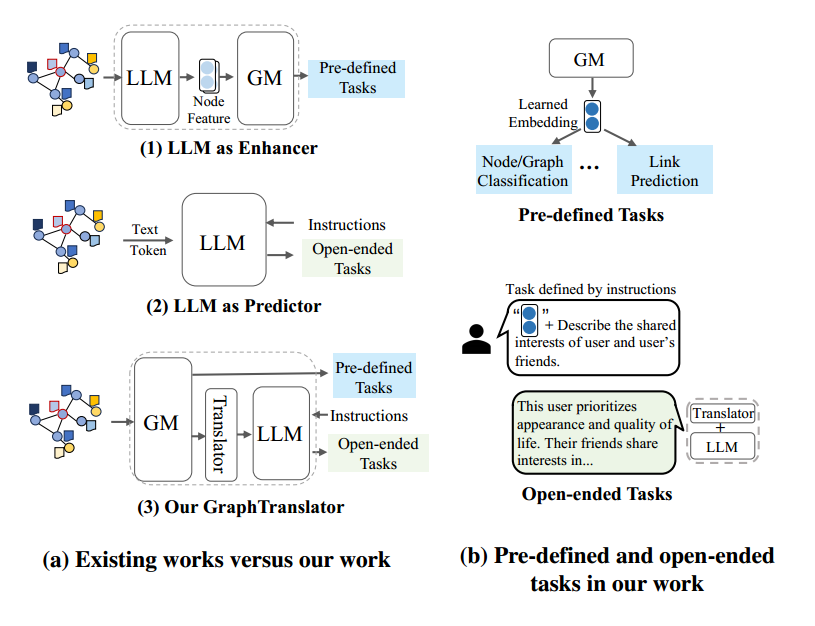 LLM
Node
Feature
GM
Pre-defined
Tasks
(1) LLM as Enhancer
Text
Token
LLM
Instructions
Open-ended
Tasks
(2) LLM as Predictor
GM
Translator
LLM
Pre-defined
Tasks
Instructions
Open-ended
Tasks
(3) Our GraphTranslator
(a) Existing works versus our work
GM
Learned
Embedding
Node/Graph
Classification
...
Link
Prediction
Pre-defined Tasks
Task defined by instructions
“ ”
+ Describe the shared
interests of user and user’s
friends.
This user prioritizes
appearance and quality of
life. Their friends share
interests in...
Translator
+
LLM
Open-ended Tasks
(b) Pre-defined and open-ended
tasks in our work